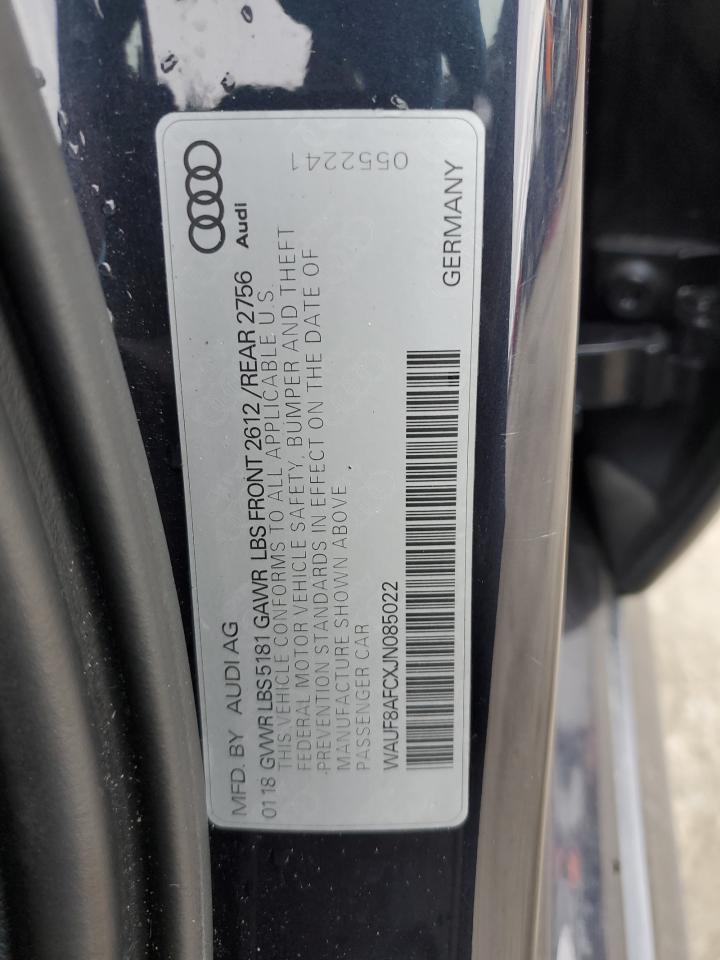 MFD. BY AUDI AG
Audi
0118 GVWR LBS 5181 GAWR LBS FRONT 2612/REAR 2756
THIS VEHICLE CONFORMS TO ALL APPLICABLE U.S.
FEDERAL MOTOR VEHICLE SAFETY, BUMPER AND THEFT
PREVENTION STANDARDS IN EFFECT ON THE DATE OF
MANUFACTURE SHOWN ABOVE
PASSENGER CAR
0552241
WAUF8AFCXJN085022
GERMANY